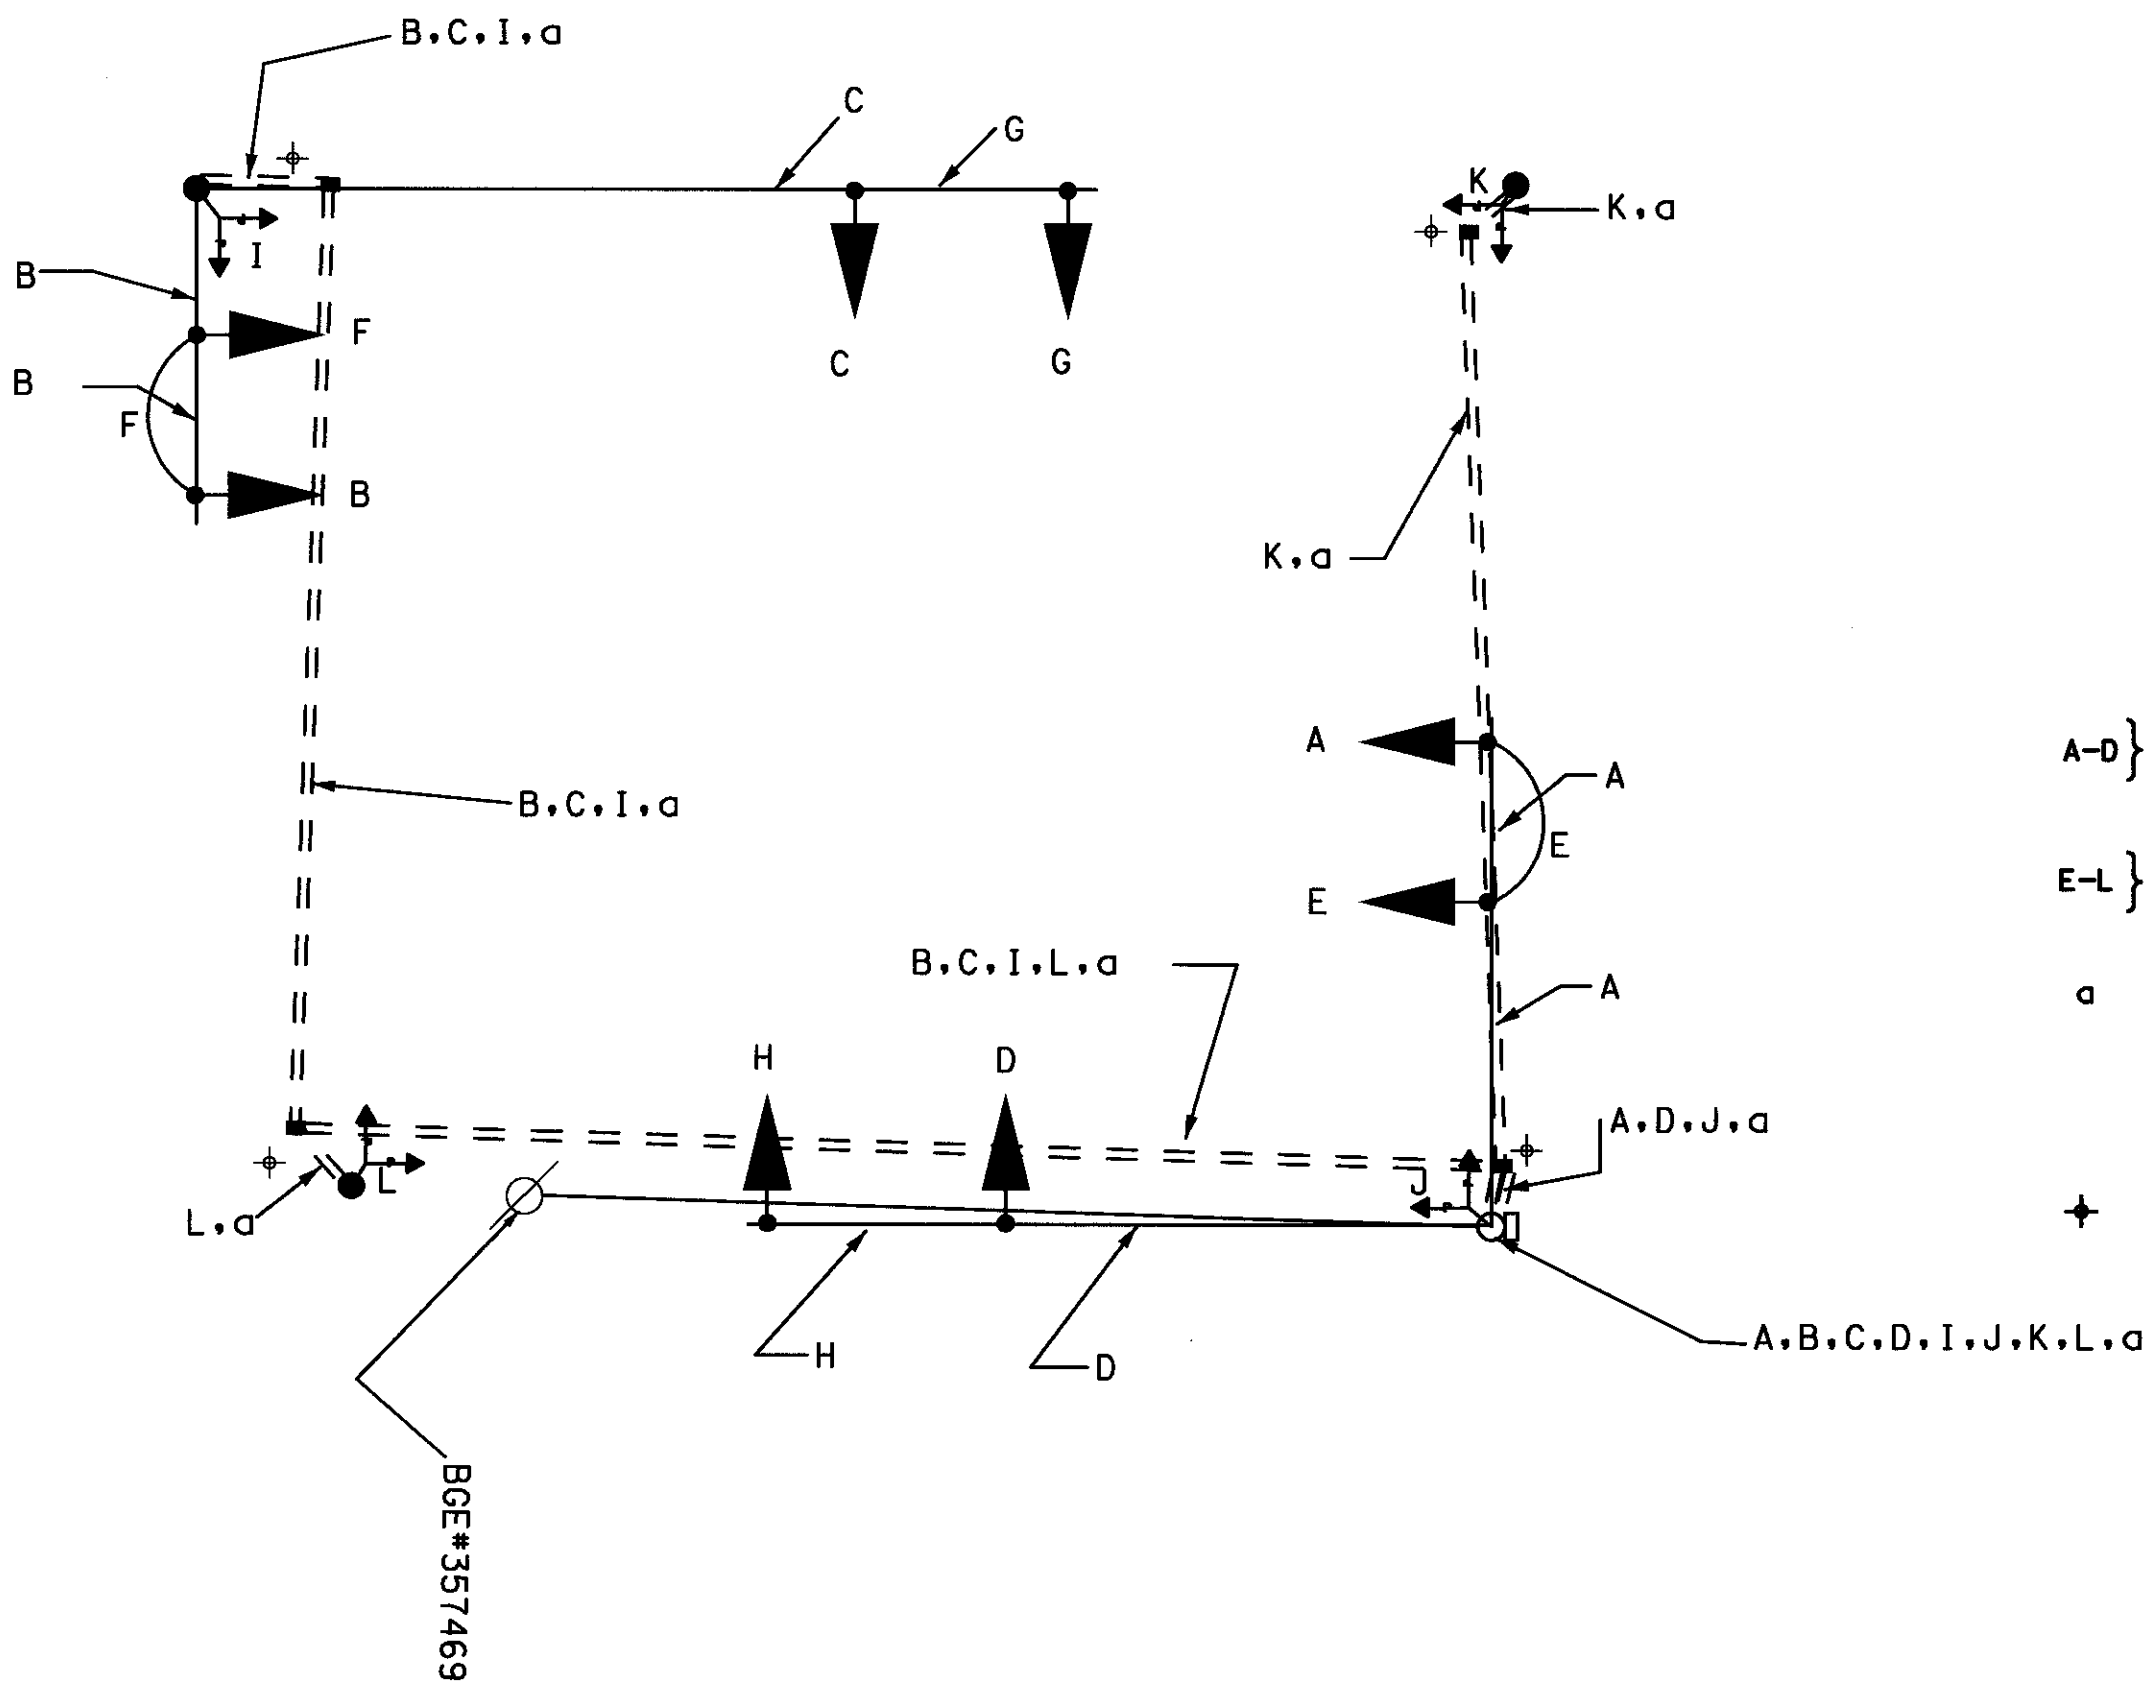 B,C,I,a
C
G
K
K,a
I
B
F
C
G
B
F
B
K,a
A
A-D}
A
B,C,I,a
E
E-L}
E
B,C,I,L,a
A
a
H
D
A,D,J,a
J
L
L,a
A,B,C,D,I,J,K,L,a
H
D
BGE#357469